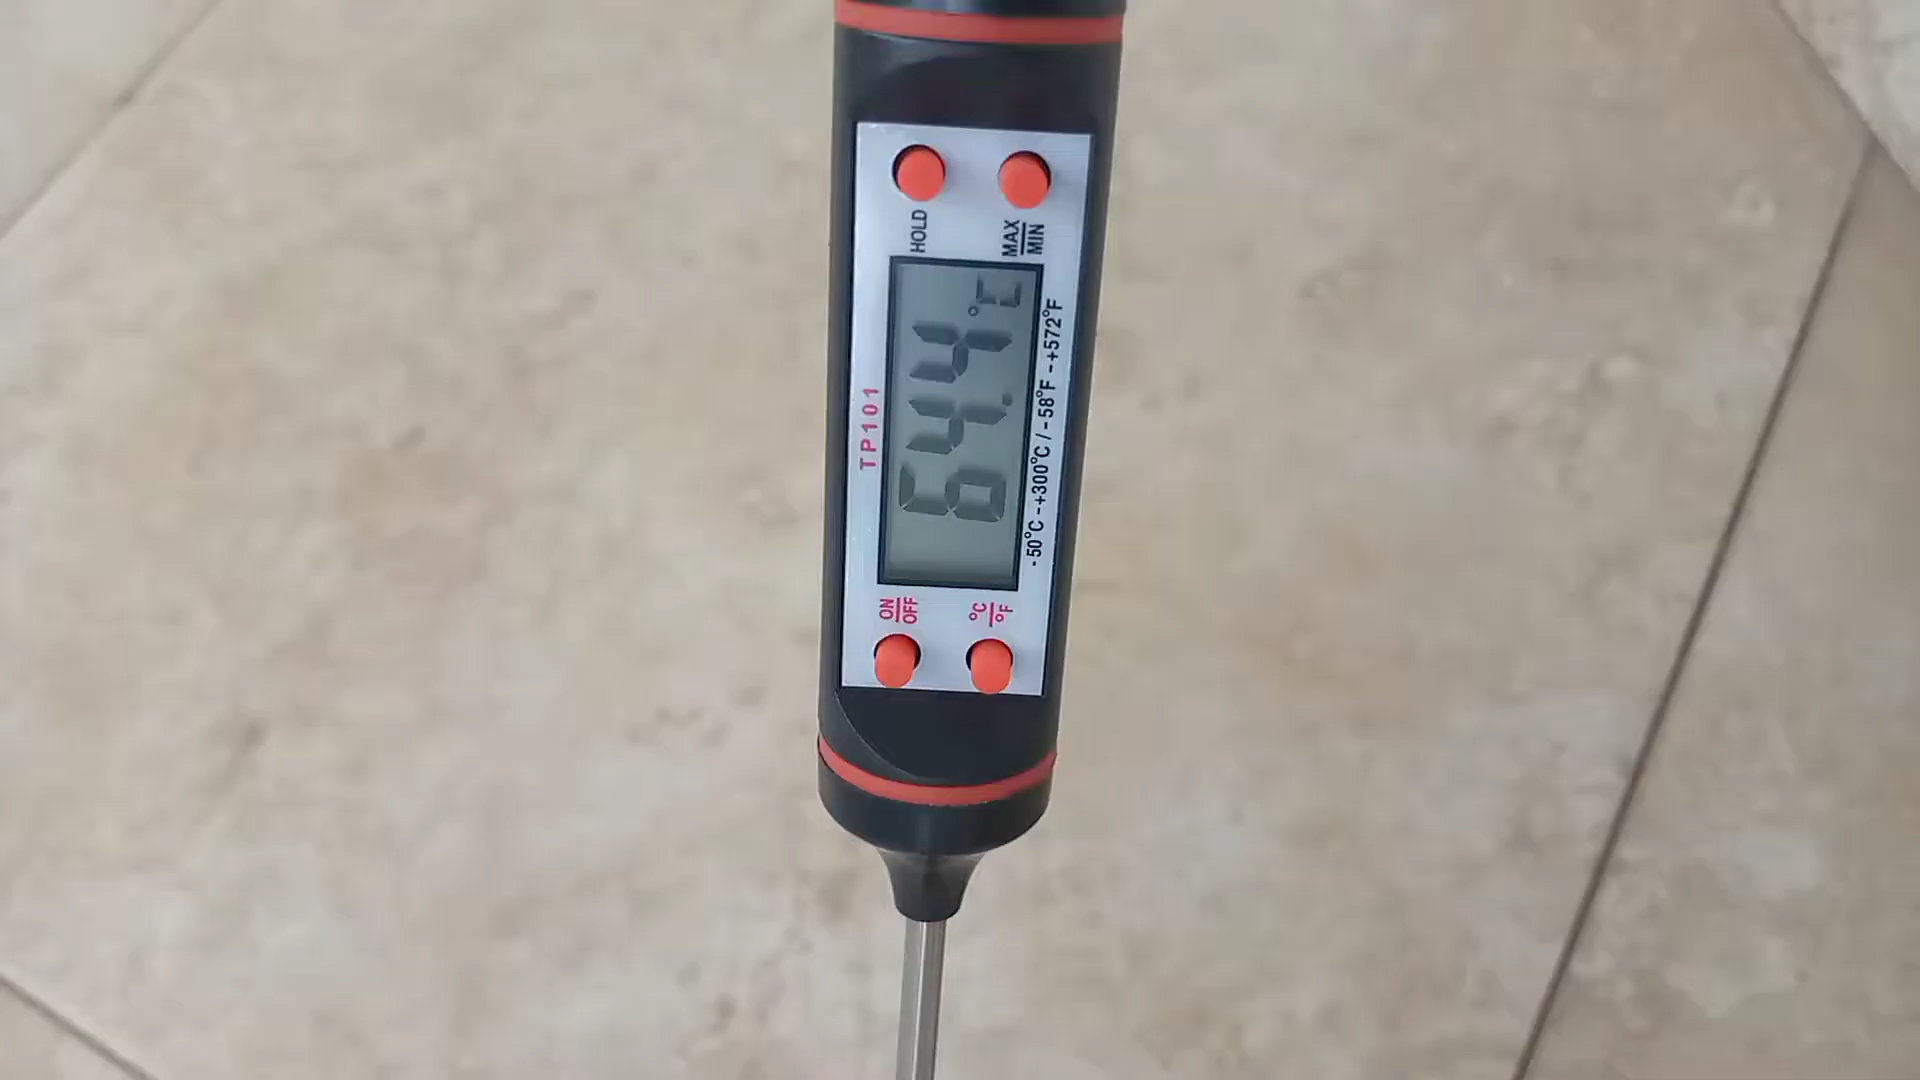 TP101
ON
OFF
°C
°F
64.4°C
HOLD
MAX
MIN
-50°C-+300°C/-58°F-+572°F